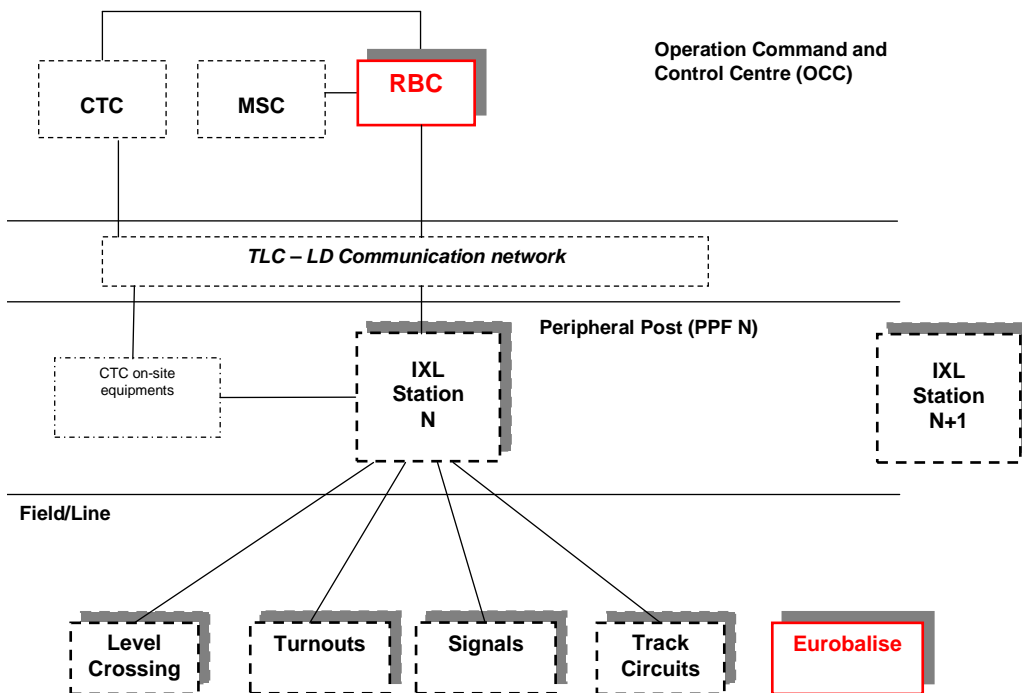 Operation Command and
Control Centre (OCC)
CTC
MSC
RBC
TLC – LD Communication network
Peripheral Post (PPF N)
CTC on-site
equipments
IXL
Station
N
IXL
Station
N+1
Field/Line
Level
Crossing
Turnouts
Signals
Track
Circuits
Eurobalise